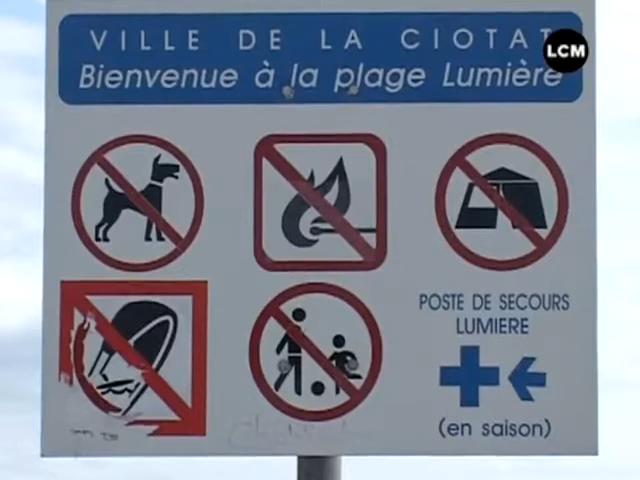 VILLE DE LA CIOTAT
LCM
Bienvenue à la plage Lumière
POSTE DE SECOURS
LUMIERE
(en saison)